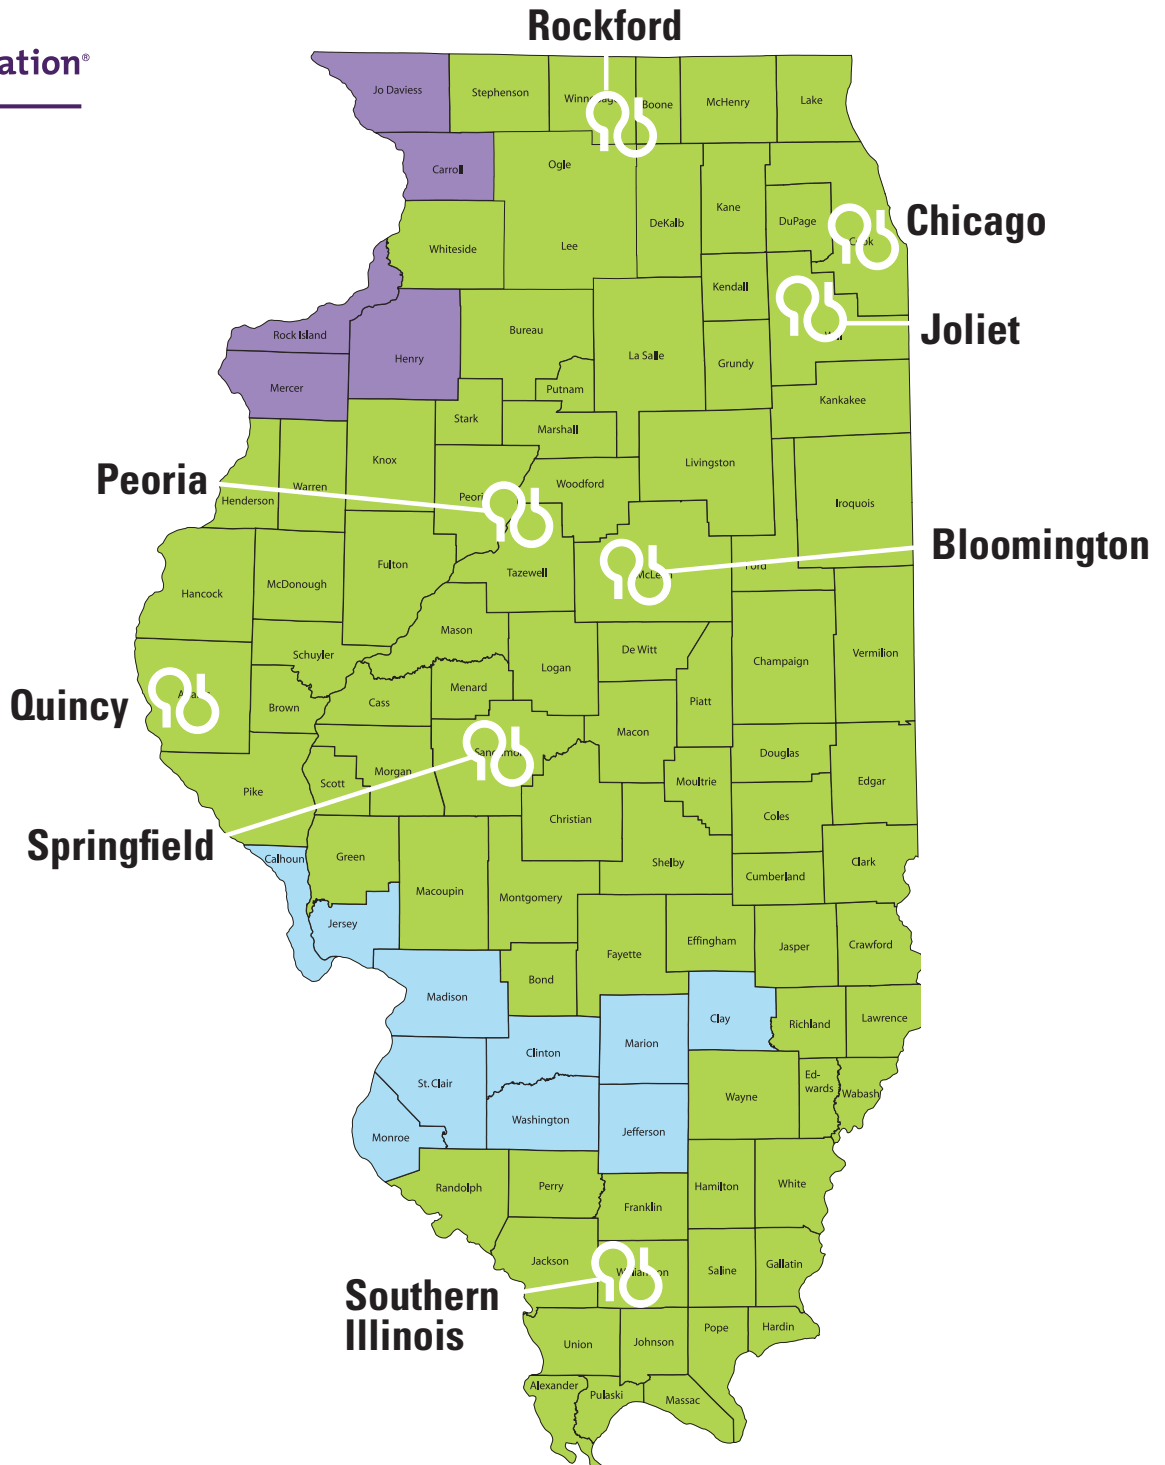 Rockford
ation®
Jo Daviess
Stephenson
Boone
McHenry
Lake
Carroll
Ogle
Kane
DeKalb
DuPage
Chicago
Whiteside
Lee
Kendall
Rock Island
Bureau
Joliet
Henry
La Salle
Grundy
Mercer
Putnam
Kankakee
Stark
Marshall
Knox
Livingston
Peoria
Warren
Woodford
Henderson
Iroquois
Bloomington
Fulton
Tazewell
McDonough
Hancock
Mason
Schuyler
De Witt
Vermilion
Logan
Champaign
Menard
Cass
Piatt
Quincy
Brown
Macon
Douglas
Morgan
Scott
Moultrie
Edgar
Pike
Christian
Coles
Springfield
Green
Calhoun
Shelby
Clark
Cumberland
Macoupin
Montgomery
Jersey
Effingham
Jasper
Crawford
Fayette
Bond
Madison
Clay
Richland
Lawrence
Marion
Clinton
St. Clair
Ed-
wards
Wabash
Wayne
Washington
Jefferson
Monroe
Randolph
Perry
Hamilton
White
Franklin
Jackson
Saline
Gallatin
Southern
Illinois
Union
Johnson
Pope
Hardin
Alexander
Pulaski
Massac